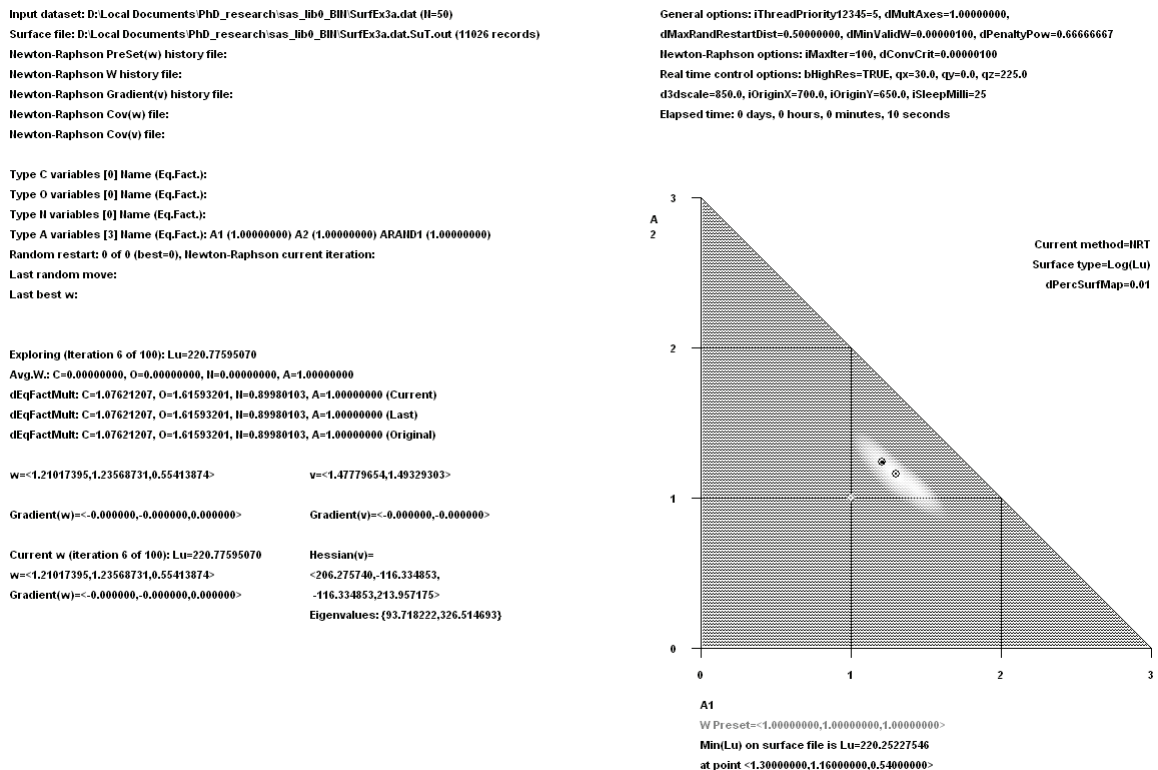 Input dataset: D:\Local Documents\PhD_research\sas_lib0_BIN\SurfEx3a.dat (N=50)
Surface file: D:\Local Documents\PhD_research\sas_lib0_BIN\SurfEx3a.dat.SuT.out (11026 records)
Newton-Raphson PreSet(w) history file:
Newton-Raphson W history file:
Newton-Raphson Gradient(v) history file:
Newton-Raphson Cov(w) file:
Newton-Raphson Cov(v) file:
General options: iThreadPriority12345=5, dMultAxes=1.00000000,
dMaxRandRestartDist=0.50000000, dMinValidW=0.00000100, dPenaltyPow=0.66666667
Newton-Raphson options: iMaxIter=100, dConvCrit=0.00000100
Real time control options: bHighRes=TRUE, qx=30.0, qy=0.0, qz=225.0
d3dscale=850.0, iOriginX=700.0, iOriginY=650.0, iSleepMilli=25
Elapsed time: 0 days, 0 hours, 0 minutes, 10 seconds
Type C variables [0] Name (Eq.Fact.):
Type O variables [0] Name (Eq.Fact.):
Type N variables [0] Name (Eq.Fact.):
Type A variables [3] Name (Eq.Fact.): A1 (1.00000000) A2 (1.00000000) ARAND1 (1.00000000)
Random restart: 0 of 0 (best=0), Newton-Raphson current iteration:
Last random move:
Last best w:
Exploring (Iteration 6 of 100): Lu=220.77595070
Avg.W.: C=0.00000000, O=0.00000000, N=0.00000000, A=1.00000000
dEqFactMult: C=1.07621207, O=1.61593201, N=0.89980103, A=1.00000000 (Current)
dEqFactMult: C=1.07621207, O=1.61593201, N=0.89980103, A=1.00000000 (Last)
dEqFactMult: C=1.07621207, O=1.61593201, N=0.89980103, A=1.00000000 (Original)
w=<1.21017395,1.23568731,0.55413874> v=<1.47779654,1.49329303>
Gradient(w)=<-0.000000,-0.000000,0.000000> Gradient(v)=<-0.000000,-0.000000>
Current w (iteration 6 of 100): Lu=220.77595070 Hessian(v)=
w=<1.21017395,1.23568731,0.55413874> <206.275740,-116.334853,
Gradient(w)=<-0.000000,-0.000000,0.000000> -116.334853,213.957175>
Eigenvalues: {93.718222,326.514693}
3
A
2
Current method=NRT
Surface type=Log(Lu)
dPercSurfMap=0.01
2
1
0
0 1 2 3
A1
W Preset=<1.00000000,1.00000000,1.00000000>
Min(Lu) on surface file is Lu=220.25227546
at point <1.30000000,1.16000000,0.54000000>